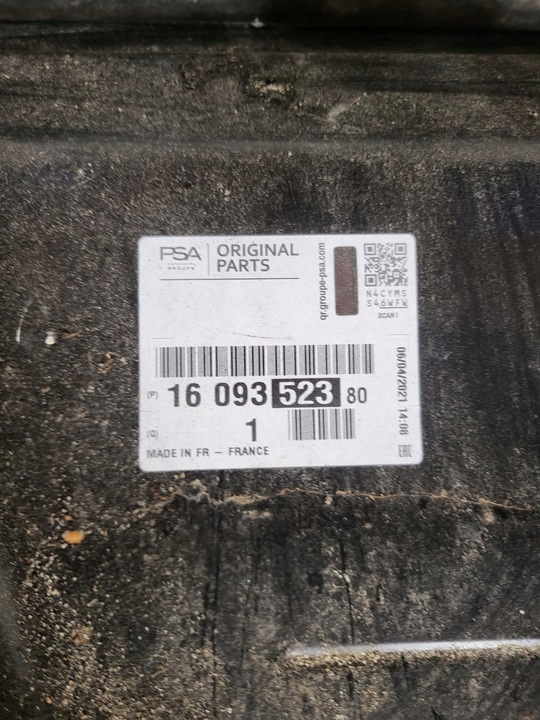 PSA
GROUPE
ORIGINAL
PARTS
qr.groupe-psa.com
N4CYMS
S46WFW
SCAN!
(P) 16 093 523 80
(Q) 1
MADE IN FR - FRANCE
06/04/2021 14:08
EAC